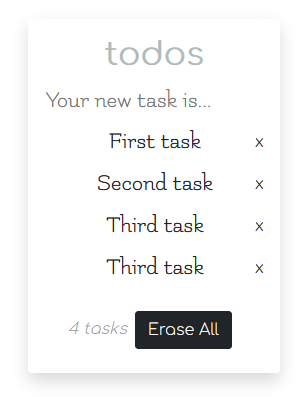 todos
Your new task is...
First task x
Second task x
Third task x
Third task x
4 tasks Erase All